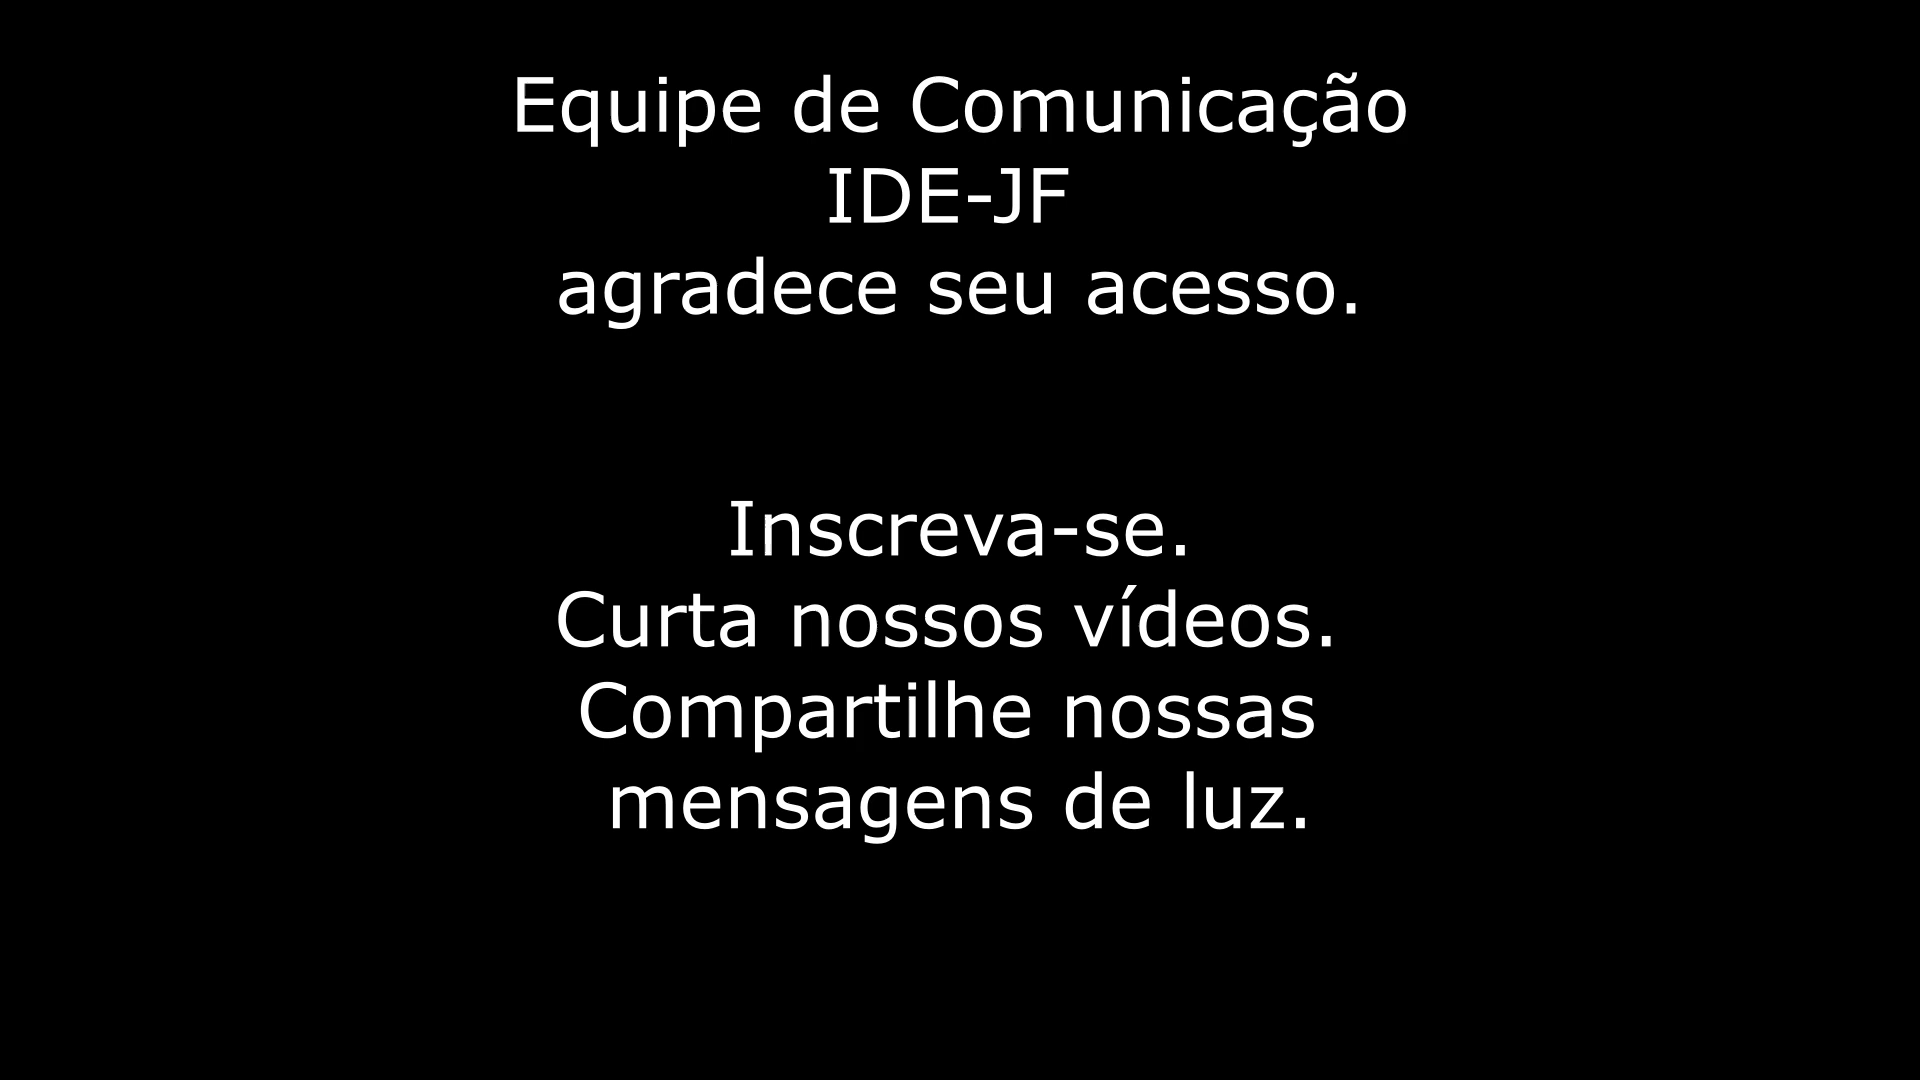 Equipe de Comunicação
IDE-JF
agradece seu acesso.
Inscreva-se.
Curta nossos vídeos.
Compartilhe nossas
mensagens de luz.